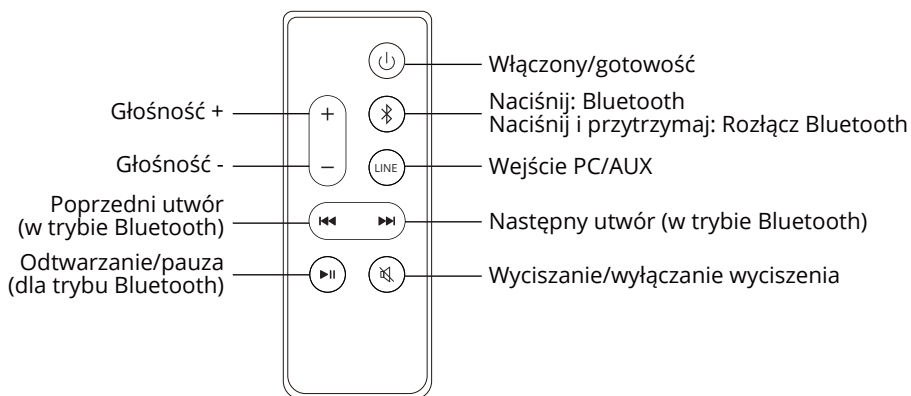 Włączony/gotowość
Głośność +
Naciśnij: Bluetooth
Naciśnij i przytrzymaj: Rozłącz Bluetooth
Głośność -
LINE
Wejście PC/AUX
Poprzedni utwór
(w trybie Bluetooth)
Następny utwór (w trybie Bluetooth)
Odtwarzanie/pauza
(dla trybu Bluetooth)
Wyciszanie/wyłączanie wyciszenia